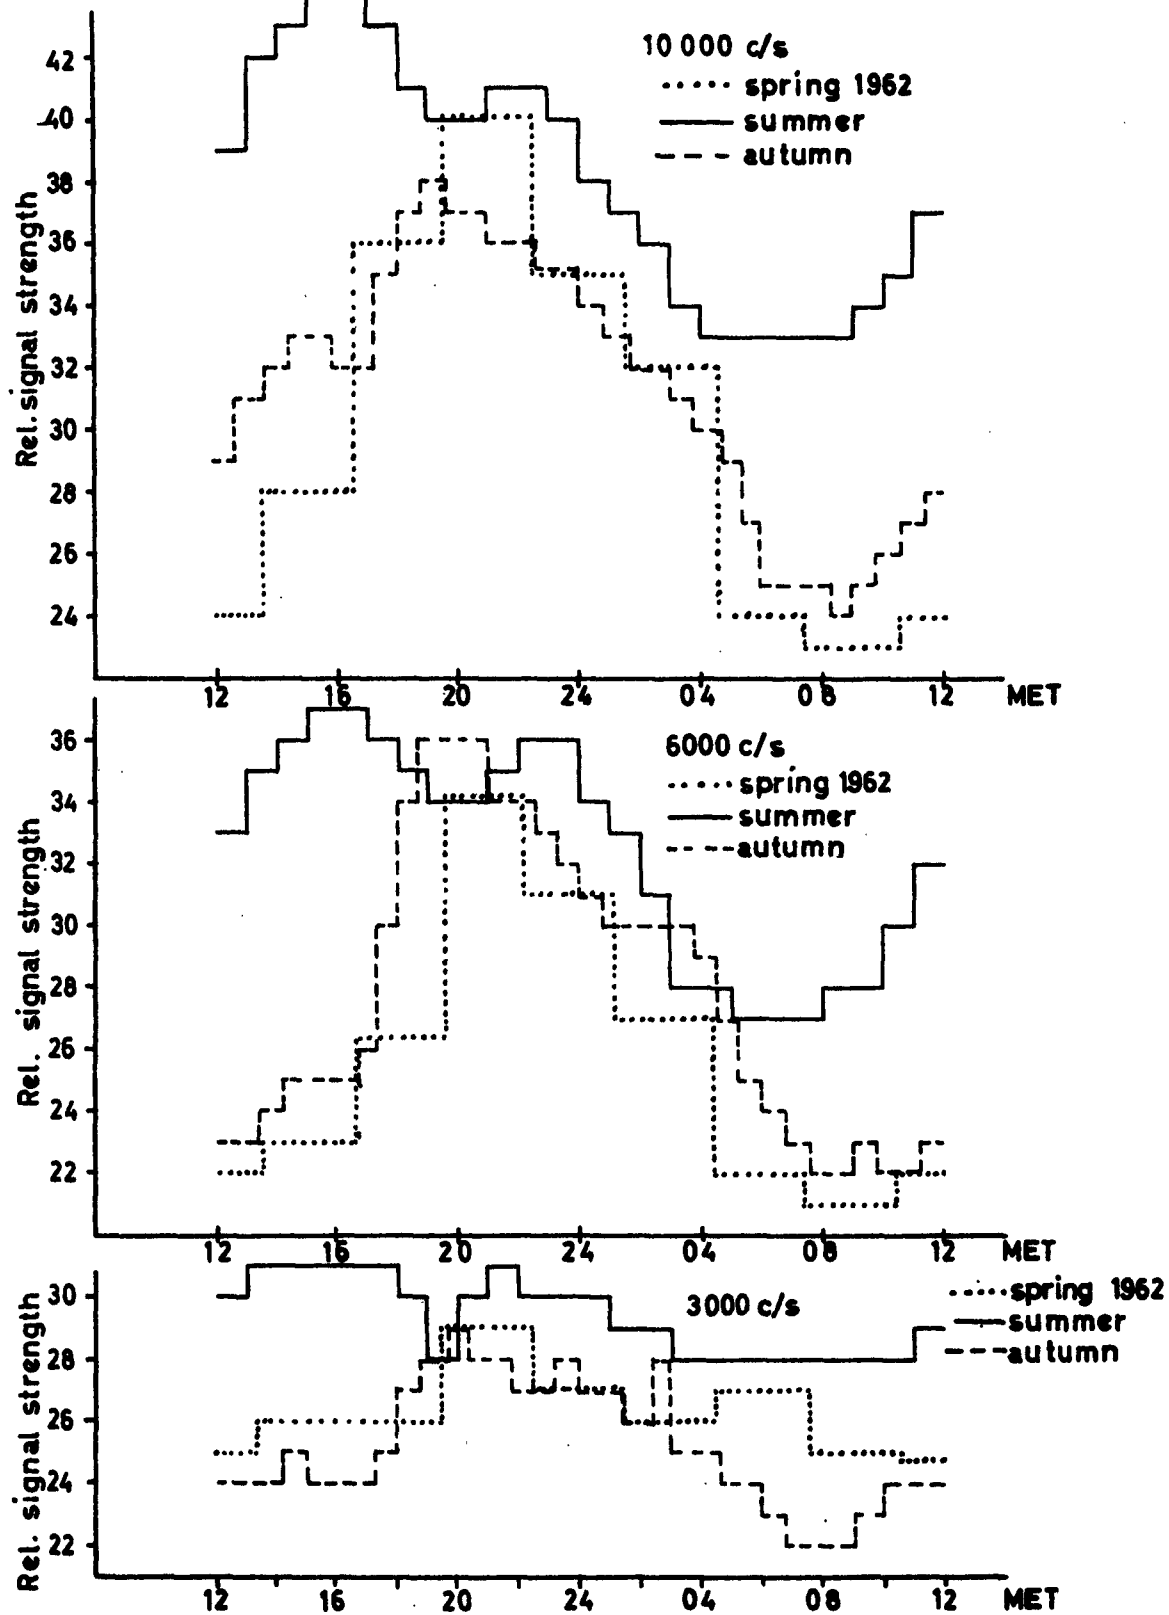 10 000 c/s
spring 1962
summer
autumn
Rel. signal strength
42
40
38
36
34
32
30
28
26
24
12 16 20 24 04 08 12 MET
6000 c/s
spring 1962
summer
autumn
Rel. signal strength
36
34
32
30
28
26
24
22
12 16 20 24 04 08 12 MET
3000 c/s
spring 1962
summer
autumn
Rel. signal strength
30
28
26
24
22
12 16 20 24 04 08 12 MET